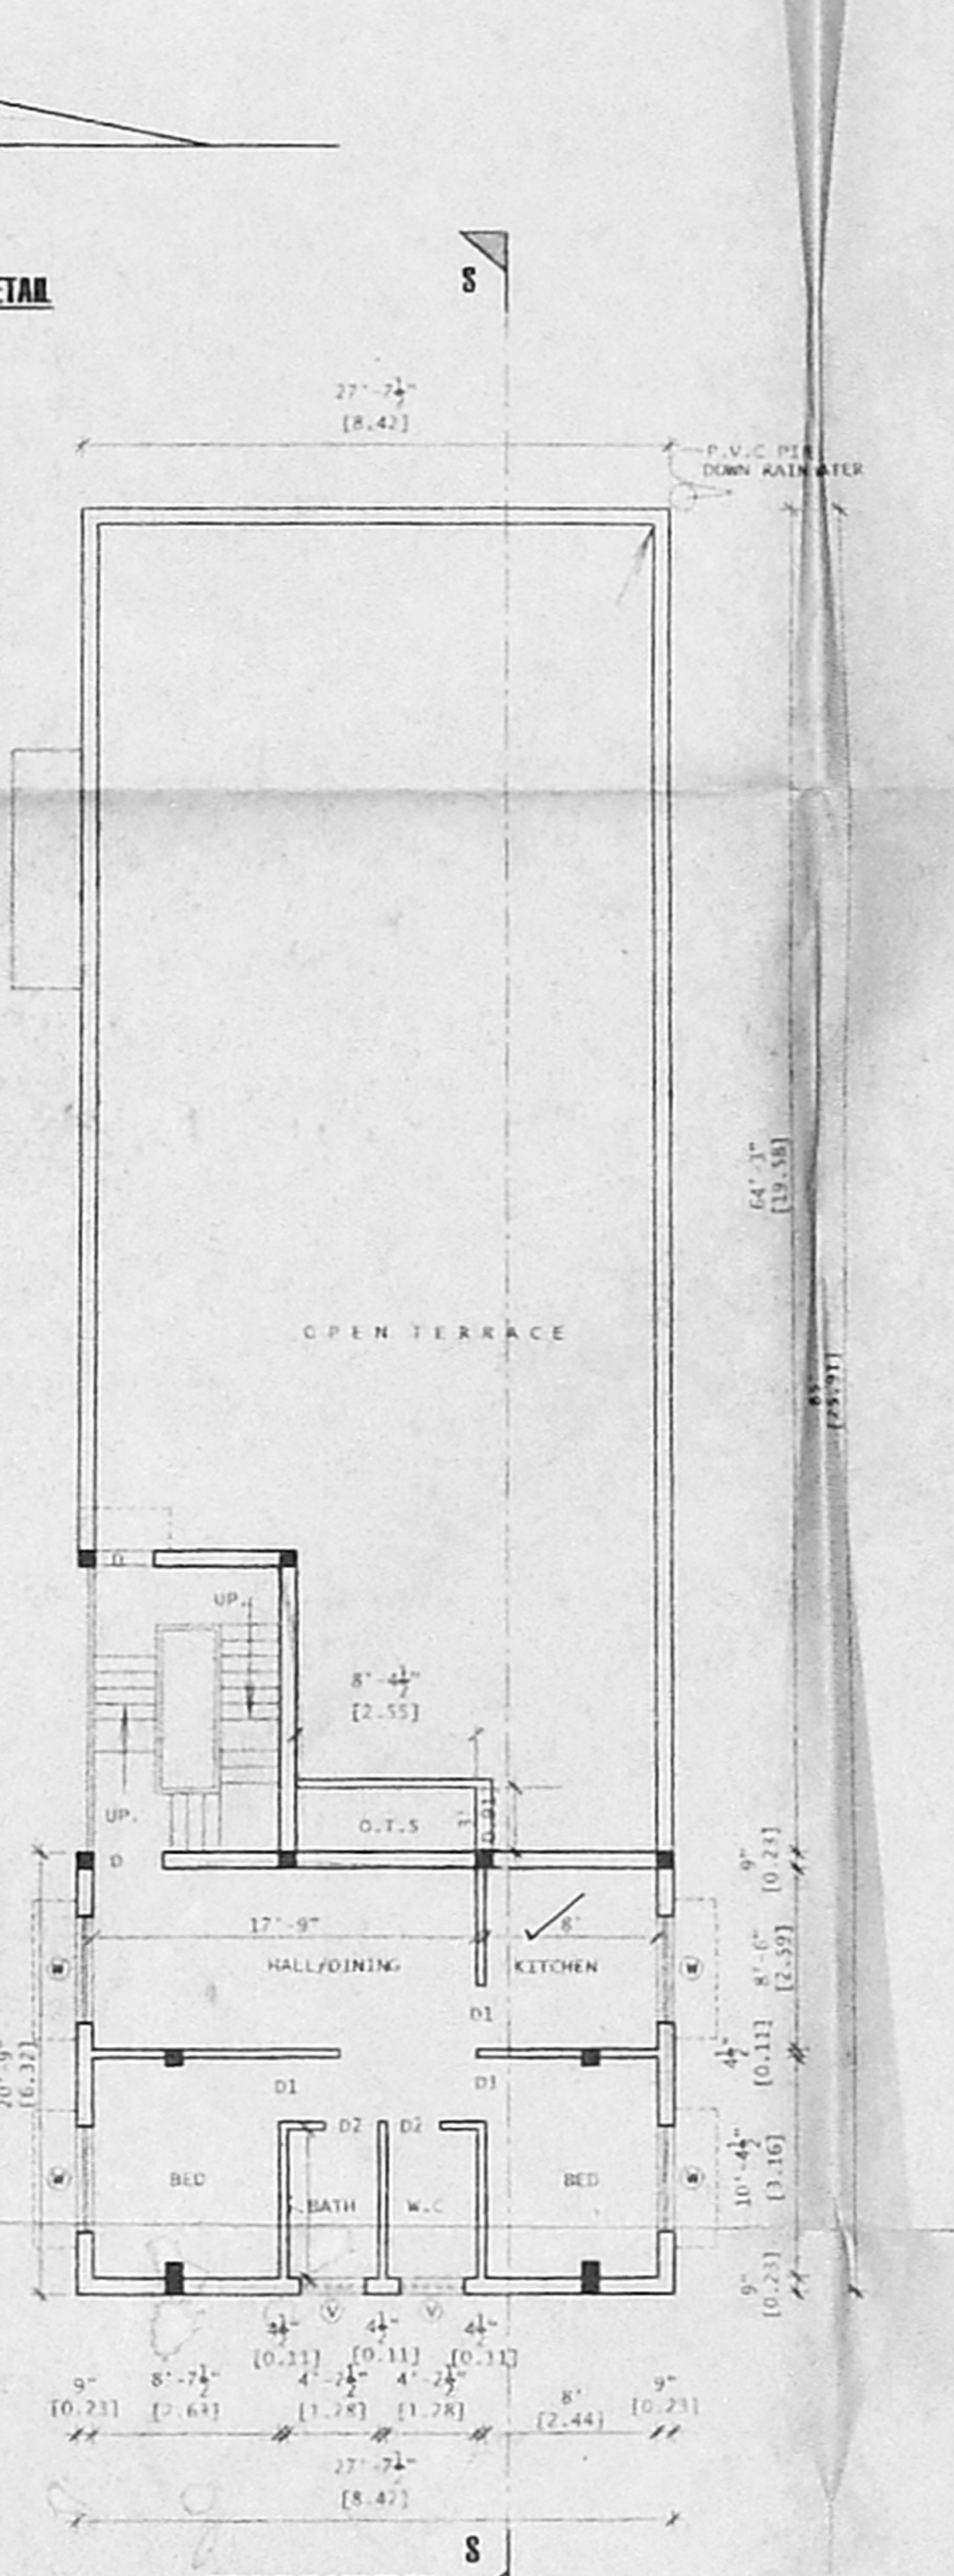 ETAIL
S
27'-7½"
[8.42]
P.V.C PI
DOWN RAINWATER
64'-3"
[19.58]
OPEN TERRACE
85'
[25.91]
D
UP.
8'-4½"
[2.55]
UP.
O.T.S
3'
0.91]
D
9"
[0.23]
17'-9"
8'
HALL/DINING
KITCHEN
W
W
8'-6"
[2.59]
D1
20'-9"
[6.32]
4½"
[0.11]
D1
D1
D2
D2
W
BED
BATH
W.C
BED
W
10'-4½"
[3.16]
9"
[0.23]
V
V
4½"
4½"
4½"
[0.11]
[0.11]
[0.11]
9"
8'-7½"
4'-2½"
4'-2½"
8'
9"
[0.23]
[2.63]
[1.28]
[1.28]
[2.44]
[0.23]
27'-7½"
[8.42]
S